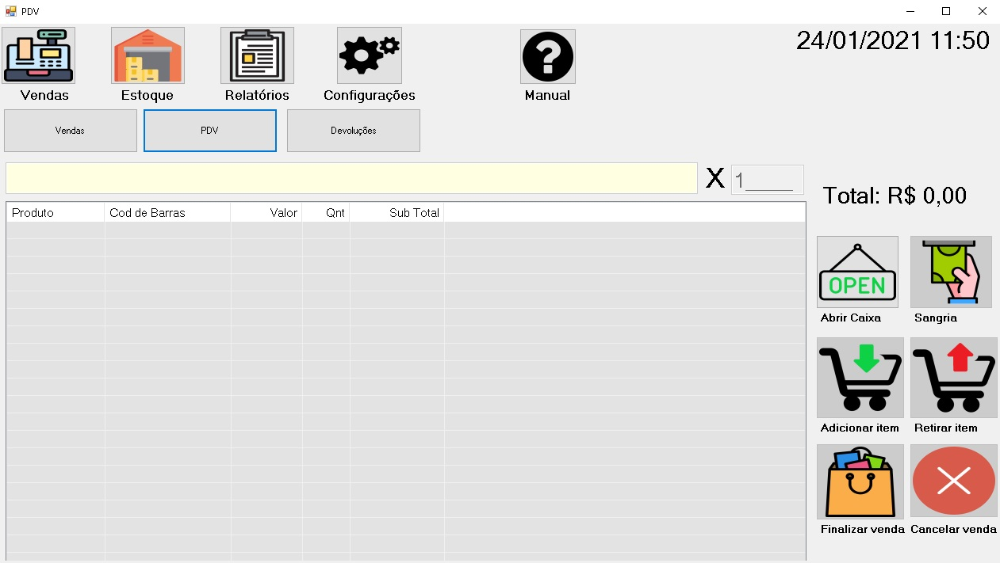 PDV
24/01/2021 11:50
Vendas Estoque Relatórios Configurações Manual
Vendas PDV Devoluções
X 1______
Total: R$ 0,00
Produto Cod de Barras Valor Qnt Sub Total
OPEN
Abrir Caixa Sangria
Adicionar item Retirar item
Finalizar venda Cancelar venda